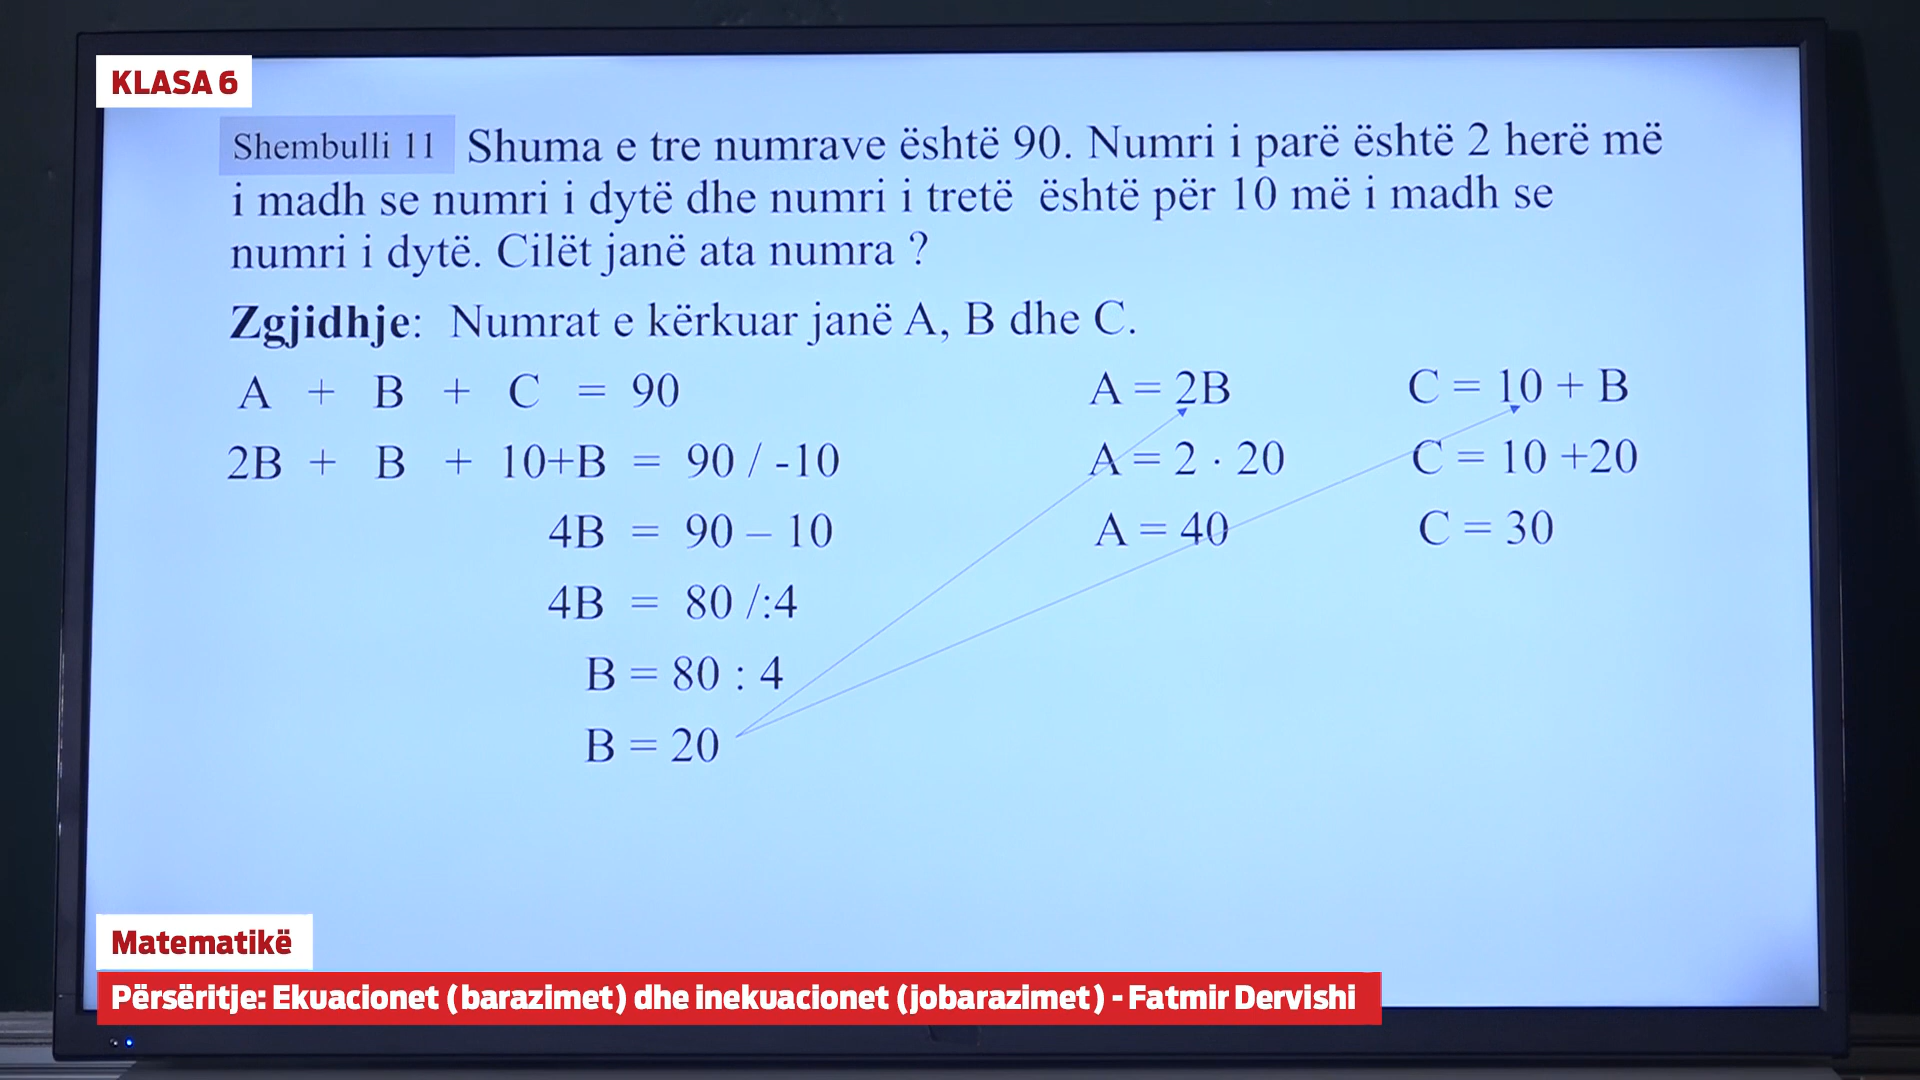 KLASA 6
Shembulli 11 Shuma e tre numrave është 90. Numri i parë është 2 herë më
i madh se numri i dytë dhe numri i tretë është për 10 më i madh se
numri i dytë. Cilët janë ata numra ?
Zgjidhje: Numrat e kërkuar janë A, B dhe C.
A + B + C = 90 A = 2B C = 10 + B
2B + B + 10+B = 90 / -10 A = 2 · 20 C = 10 +20
4B = 90 – 10 A = 40 C = 30
4B = 80 /:4
B = 80 : 4
B = 20
Matematikë
Përsëritje: Ekuacionet (barazimet) dhe inekuacionet (jobarazimet) - Fatmir Dervishi